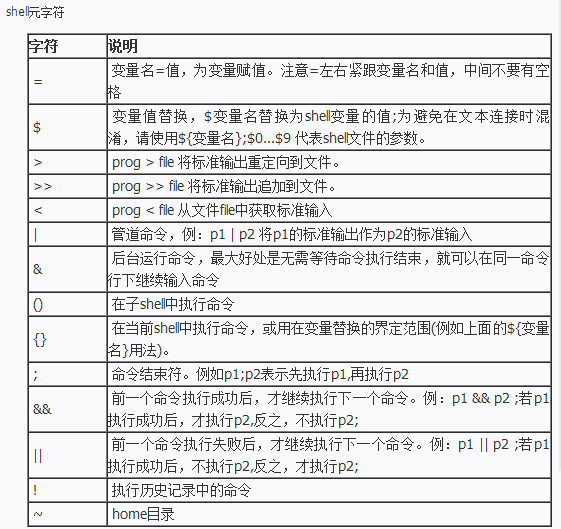 shell元字符
字符 说明
= 变量名=值，为变量赋值。注意=左右紧跟变量名和值，中间不要有空
格
$ 变量值替换，$变量名替换为shell变量的值;为避免在文本连接时混
淆，请使用${变量名};$0...$9 代表shell文件的参数。
> prog > file 将标准输出重定向到文件。
>> prog >> file 将标准输出追加到文件。
< prog < file 从文件file中获取标准输入
| 管道命令，例：p1 | p2 将p1的标准输出作为p2的标准输入
& 后台运行命令，最大好处是无需等待命令执行结束，就可以在同一命令
行下继续输入命令
() 在子shell中执行命令
{} 在当前shell中执行命令，或用在变量替换的界定范围(例如上面的${变量
名}用法)。
; 命令结束符。例如p1;p2表示先执行p1,再执行p2
&& 前一个命令执行成功后，才继续执行下一个命令。例：p1 && p2 ;若p1
执行成功后，才执行p2,反之，不执行p2;
|| 前一个命令执行失败后，才继续执行下一个命令。例：p1 || p2 ;若p1
执行成功后，不执行p2,反之，才执行p2;
! 执行历史记录中的命令
~ home目录